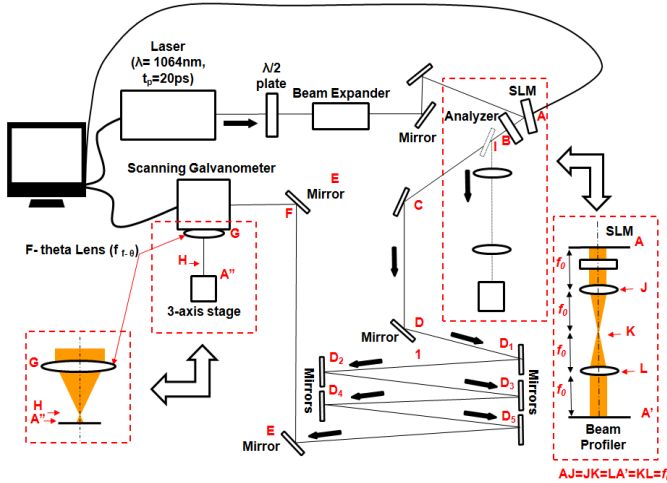 Laser
(λ= 1064nm,
tp=20ps)
λ/2
plate
Beam Expander
Mirror
Analyzer
SLM
A
B
I
Scanning Galvanometer
E
Mirror
F
C
G
F- theta Lens (f f- θ)
H
A"
3-axis stage
G
H
A"
Mirror
D
1
D1
D2
D3
D4
D5
Mirrors
Mirrors
E
Mirror
SLM
A
f0
J
f0
K
f0
L
f0
A'
Beam
Profiler
AJ=JK=LA'=KL=f